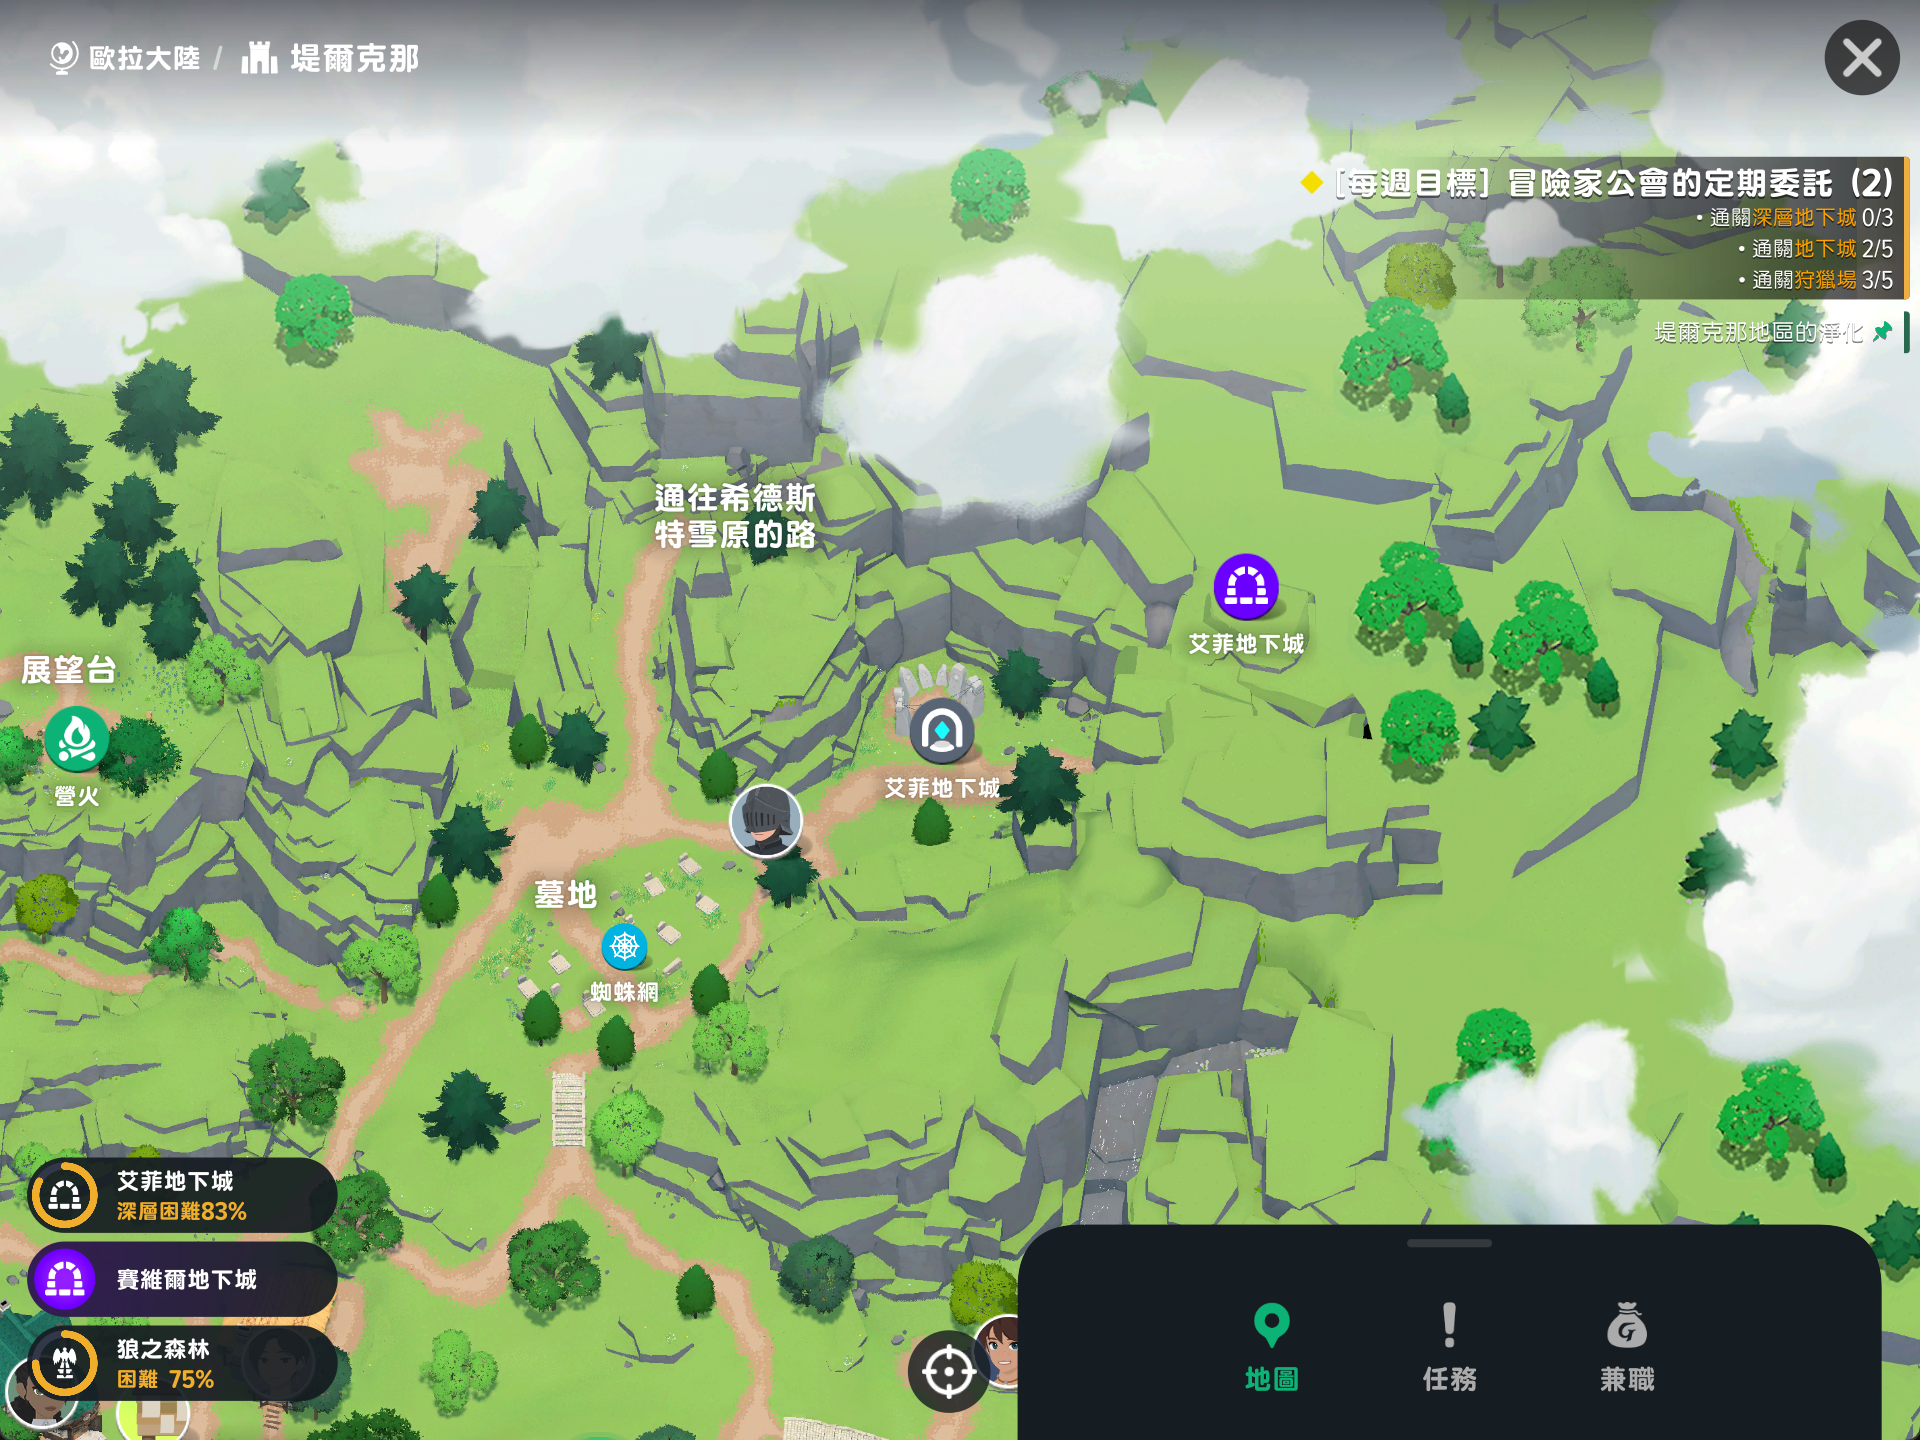 歐拉大陸 / 堤爾克那
[每週目標] 冒險家公會的定期委託 (2)
• 通關深層地下城 0/3
• 通關地下城 2/5
• 通關狩獵場 3/5
堤爾克那地區的淨化
通往希德斯
特雪原的路
艾菲地下城
展望台
營火
艾菲地下城
墓地
蜘蛛網
艾菲地下城
深層困難83%
賽維爾地下城
狼之森林
困難 75%
地圖
任務
兼職